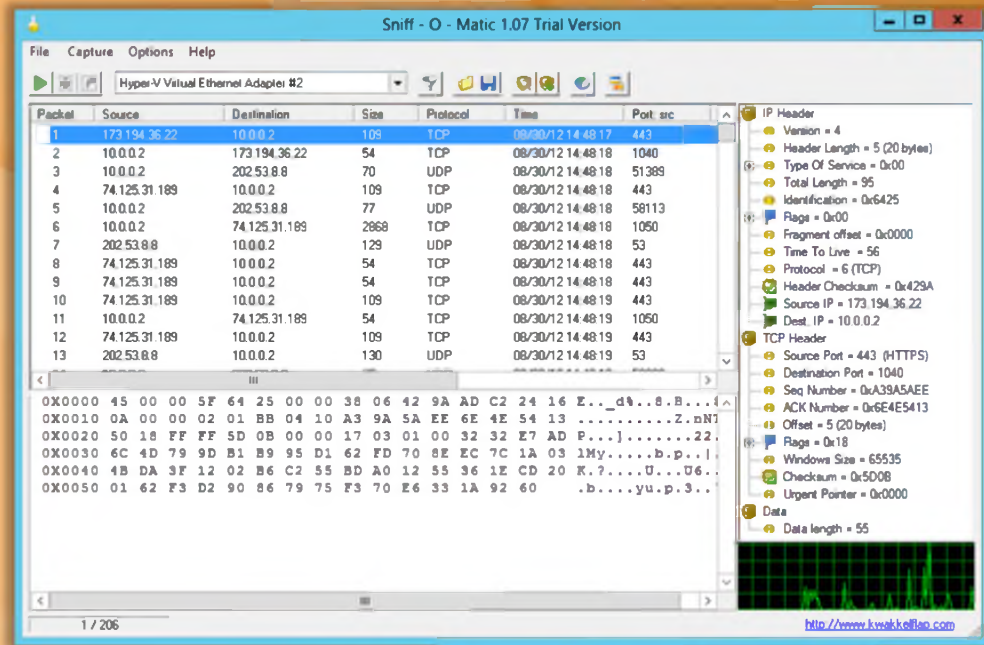 Sniff - O - Matic 1.07 Trial Version
File Capture Options Help
Hyper-V Virtual Ethernet Adapter #2
Packet Source Destination Size Protocol Time Port src
1 173.194.36.22 10.0.0.2 109 TCP 08/30/12 14:48:17 443
2 10.0.0.2 173.194.36.22 54 TCP 08/30/12 14:48:18 1040
3 10.0.0.2 202.53.8.8 70 UDP 08/30/12 14:48:18 51389
4 74.125.31.189 10.0.0.2 109 TCP 08/30/12 14:48:18 443
5 10.0.0.2 202.53.8.8 77 UDP 08/30/12 14:48:18 58113
6 10.0.0.2 74.125.31.189 2868 TCP 08/30/12 14:48:18 1050
7 202.53.8.8 10.0.0.2 129 UDP 08/30/12 14:48:18 53
8 74.125.31.189 10.0.0.2 54 TCP 08/30/12 14:48:18 443
9 74.125.31.189 10.0.0.2 54 TCP 08/30/12 14:48:18 443
10 74.125.31.189 10.0.0.2 109 TCP 08/30/12 14:48:19 443
11 10.0.0.2 74.125.31.189 54 TCP 08/30/12 14:48:19 1050
12 74.125.31.189 10.0.0.2 109 TCP 08/30/12 14:48:19 443
13 202.53.8.8 10.0.0.2 130 UDP 08/30/12 14:48:19 53
0X0000 45 00 00 5F 64 25 00 00 38 06 42 9A AD C2 24 16 E.._d%..8.B...
0X0010 0A 00 00 02 01 BB 04 10 A3 9A 5A EE 6E 4E 54 13 ..........Z.nNT
0X0020 50 18 FF FF 5D 0B 00 00 17 03 01 00 32 32 E7 AD P...].......22.
0X0030 6C 4D 79 9D B1 B9 95 D1 62 FD 70 8E EC 7C 1A 03 lMy.....b.p..|.
0X0040 4B DA 3F 12 02 B6 C2 55 BD A0 12 55 36 1E CD 20 K.?....U...U6..
0X0050 01 62 F3 D2 90 86 79 75 F3 70 E6 33 1A 92 60 .b....yu.p.3..
IP Header
Version = 4
Header Length = 5 (20 bytes)
Type Of Service = 0x00
Total Length = 95
Identification = 0x6425
Flags = 0x00
Fragment offset = 0x0000
Time To Live = 56
Protocol = 6 (TCP)
Header Checksum = 0x429A
Source IP = 173.194.36.22
Dest. IP = 10.0.0.2
TCP Header
Source Port = 443 (HTTPS)
Destination Port = 1040
Seq Number = 0xA39A5AEE
ACK Number = 0x6E4E5413
Offset = 5 (20 bytes)
Flags = 0x18
Windows Size = 65535
Checksum = 0x5D0B
Urgent Pointer = 0x0000
Data
Data length = 55
1 / 206
http://www.kwakkelflap.com